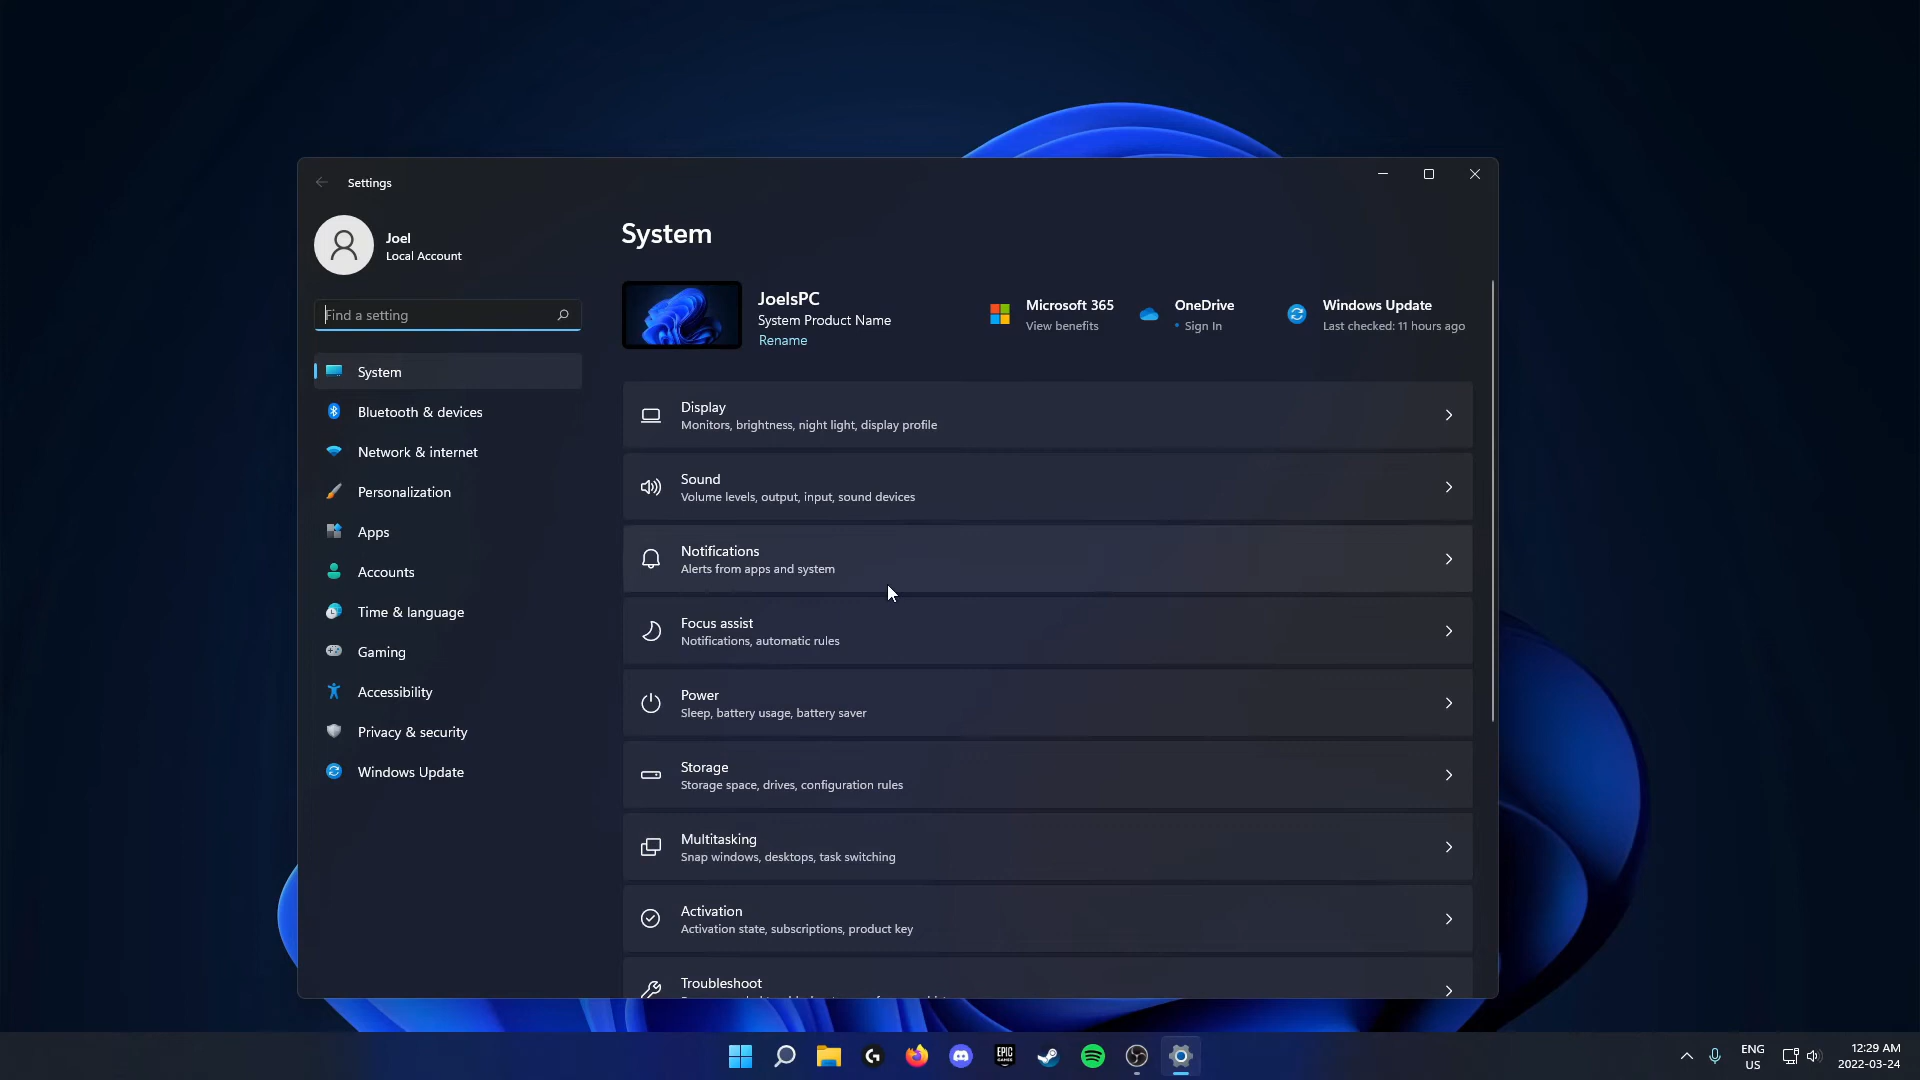 Settings
Joel
Local Account
Find a setting
System
Bluetooth & devices
Network & internet
Personalization
Apps
Accounts
Time & language
Gaming
Accessibility
Privacy & security
Windows Update
System
JoelsPC
System Product Name
Rename
Microsoft 365
View benefits
OneDrive
• Sign In
Windows Update
Last checked: 11 hours ago
Display
Monitors, brightness, night light, display profile
Sound
Volume levels, output, input, sound devices
Notifications
Alerts from apps and system
Focus assist
Notifications, automatic rules
Power
Sleep, battery usage, battery saver
Storage
Storage space, drives, configuration rules
Multitasking
Snap windows, desktops, task switching
Activation
Activation state, subscriptions, product key
Troubleshoot
EPIC
GAMES
ENG
US
12:29 AM
2022-03-24